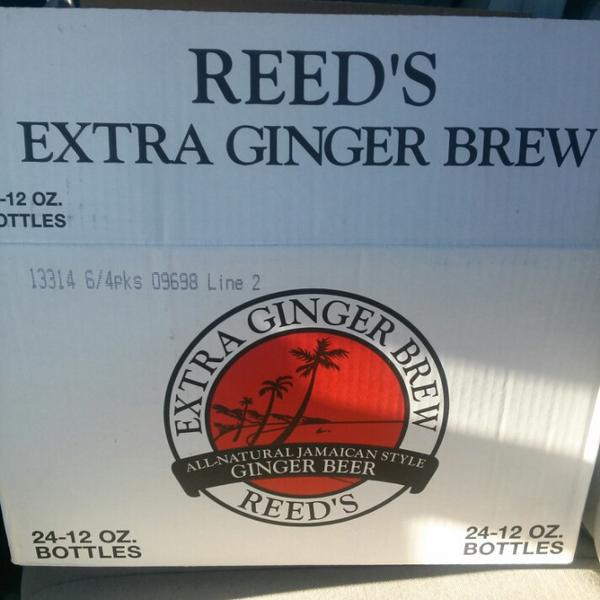 REED'S
EXTRA GINGER BREW
-12 OZ.
OTTLES
13314 6/4pks 09698 Line 2
EXTRA GINGER BREW
ALL-NATURAL JAMAICAN STYLE
GINGER BEER
REED'S
24-12 OZ.
BOTTLES
24-12 OZ.
BOTTLES